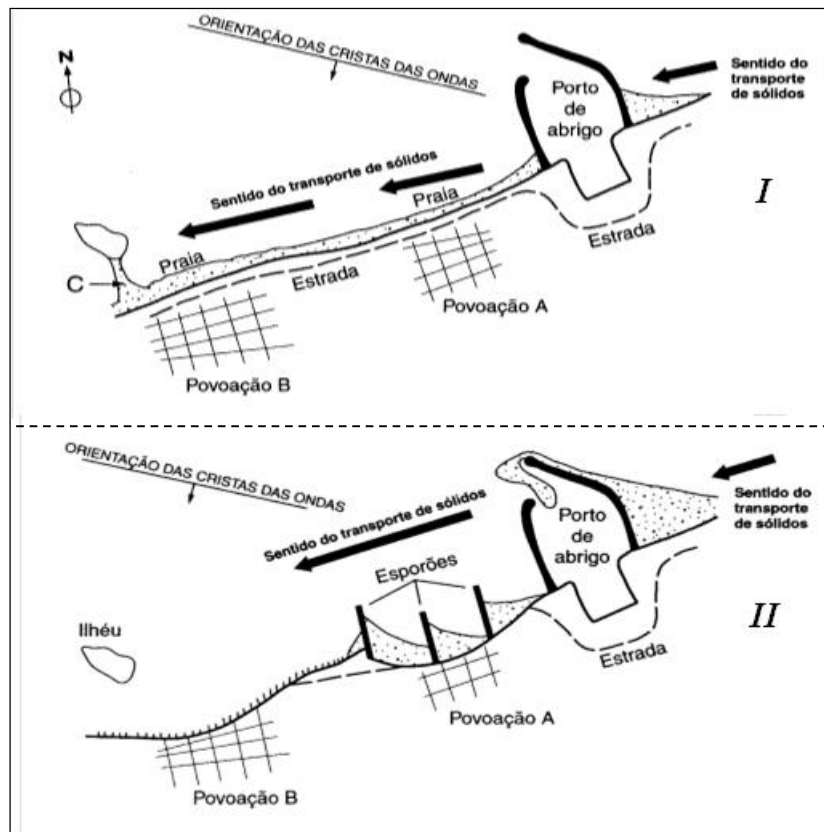 ORIENTAÇÃO DAS CRISTAS DAS ONDAS
N
Porto
de
abrigo
Sentido do
transporte
de sólidos
Sentido do transporte de sólidos
Praia
Estrada
I
C
Praia
Estrada
Povoação A
Povoação B
ORIENTAÇÃO DAS CRISTAS DAS ONDAS
Sentido do
transporte
de sólidos
Sentido do transporte de sólidos
Porto
de
abrigo
Esporões
Ilhéu
II
Estrada
Povoação A
Povoação B